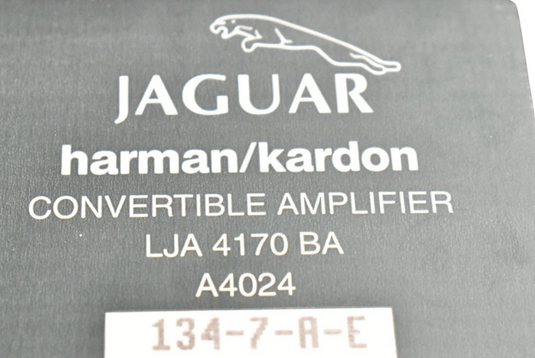 JAGUAR
harman/kardon
CONVERTIBLE AMPLIFIER
LJA 4170 BA
A4024
134-7-A-E